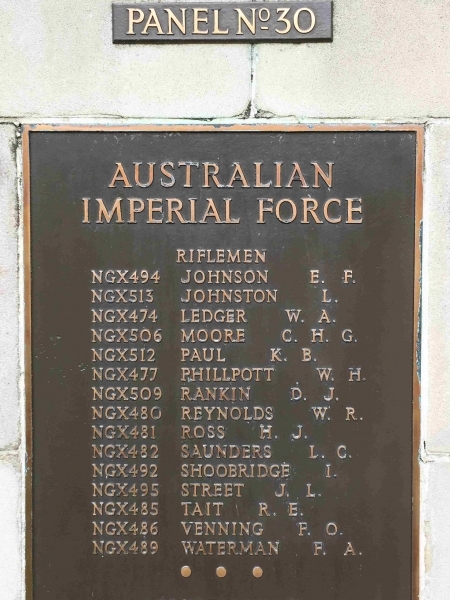 PANEL Nº 30
AUSTRALIAN
IMPERIAL FORCE
RIFLEMEN
NGX494 JOHNSON E. F.
NGX513 JOHNSTON L.
NGX474 LEDGER W. A.
NGX506 MOORE C. H. G.
NGX512 PAUL K. B.
NGX477 PHILLPOTT W. H.
NGX509 RANKIN D. J.
NGX480 REYNOLDS W. R.
NGX481 ROSS H. J.
NGX482 SAUNDERS L. C.
NGX492 SHOOBRIDGE I.
NGX495 STREET J. L.
NGX485 TAIT R. E.
NGX486 VENNING F. O.
NGX489 WATERMAN F. A.